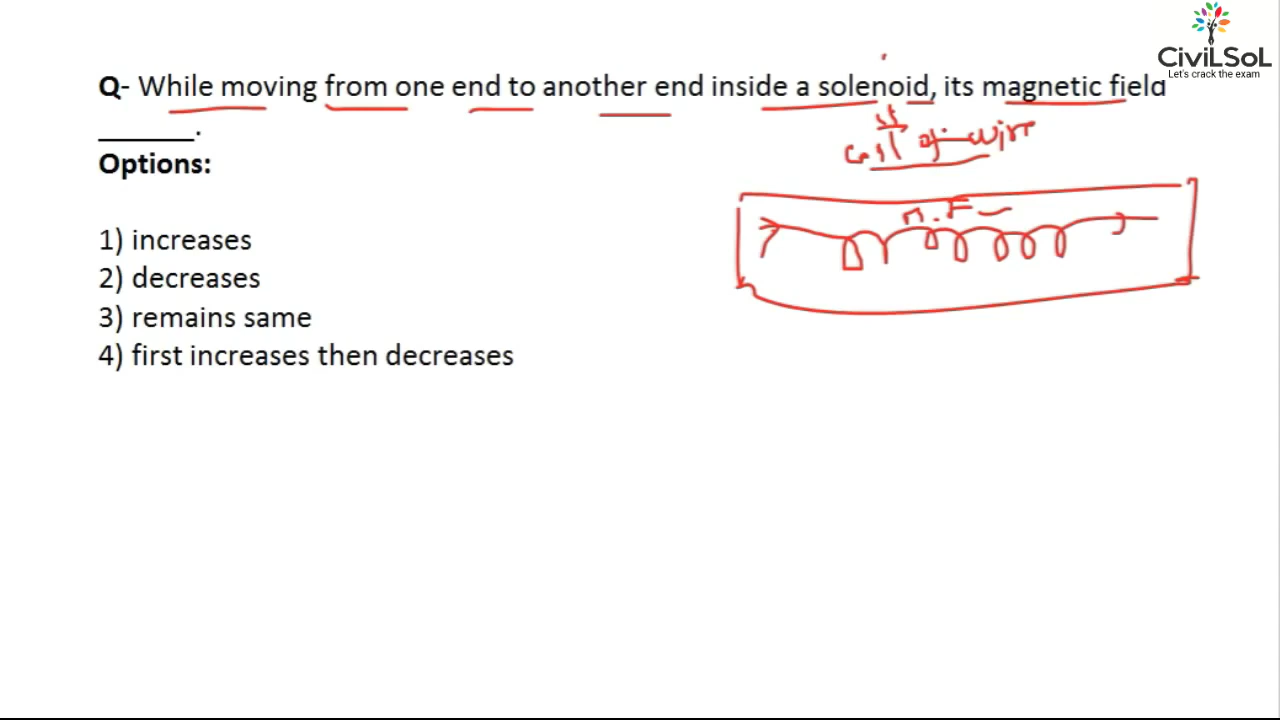 CiviLSoL
Let's crack the exam
Q- While moving from one end to another end inside a solenoid, its magnetic field
_______.
of wire
Options:
M.F
1) increases
2) decreases
3) remains same
4) first increases then decreases